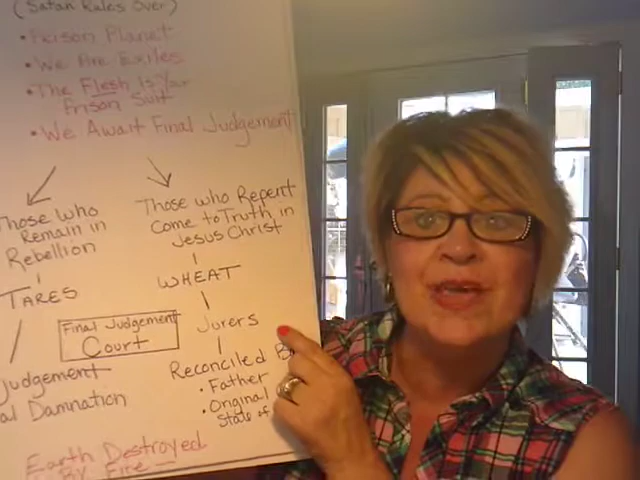 (Satan Rules Over)
• Prison Planet
• We Are Exiles
• The Flesh is Your
Prison Suit
• We Await Final Judgement
Those Who
Remain in
Rebellion
TARES
Judgement
al Damnation
Those who Repent
Come to Truth in
Jesus Christ
WHEAT
Jurers
Final Judgement
Court
Reconciled B
• Father
• Original
State of
Earth Destroyed
By Fire